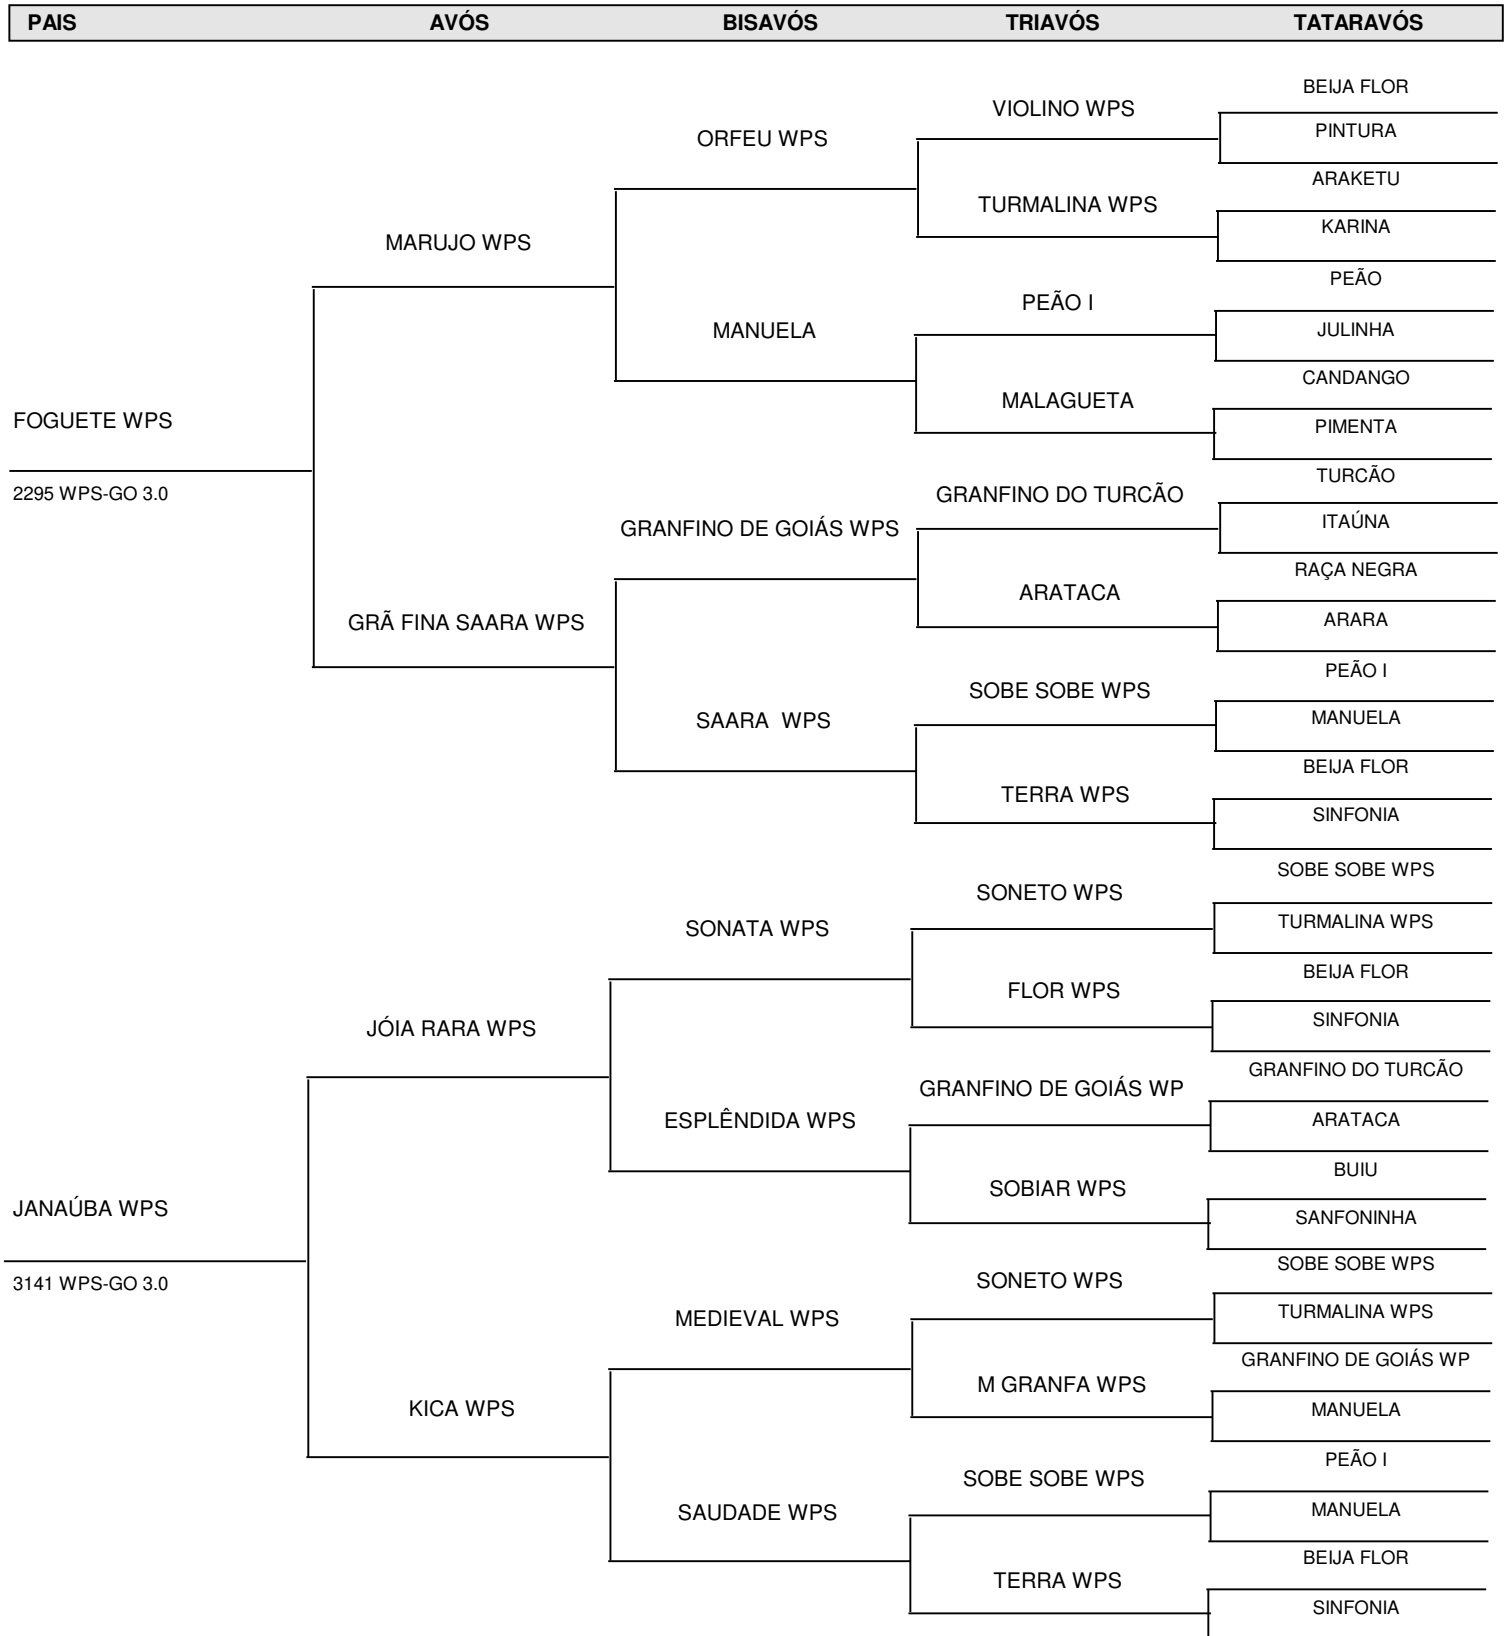 PAIS AVÓS BISAVÓS TRIAVÓS TATARAVÓS
BEIJA FLOR
VIOLINO WPS
PINTURA
ORFEU WPS
ARAKETU
TURMALINA WPS
KARINA
MARUJO WPS
PEÃO
PEÃO I
JULINHA
MANUELA
CANDANGO
MALAGUETA
PIMENTA
FOGUETE WPS
2295 WPS-GO 3.0
TURCÃO
GRANFINO DO TURCÃO
ITAÚNA
GRANFINO DE GOIÁS WPS
RAÇA NEGRA
ARATACA
ARARA
GRÃ FINA SAARA WPS
PEÃO I
SOBE SOBE WPS
MANUELA
SAARA  WPS
BEIJA FLOR
TERRA WPS
SINFONIA
SOBE SOBE WPS
SONETO WPS
TURMALINA WPS
SONATA WPS
BEIJA FLOR
FLOR WPS
SINFONIA
JÓIA RARA WPS
GRANFINO DO TURCÃO
GRANFINO DE GOIÁS WP
ARATACA
ESPLÊNDIDA WPS
BUIU
SOBIAR WPS
SANFONINHA
JANAÚBA WPS
3141 WPS-GO 3.0
SOBE SOBE WPS
SONETO WPS
TURMALINA WPS
MEDIEVAL WPS
GRANFINO DE GOIÁS WP
M GRANFA WPS
MANUELA
KICA WPS
PEÃO I
SOBE SOBE WPS
MANUELA
SAUDADE WPS
BEIJA FLOR
TERRA WPS
SINFONIA